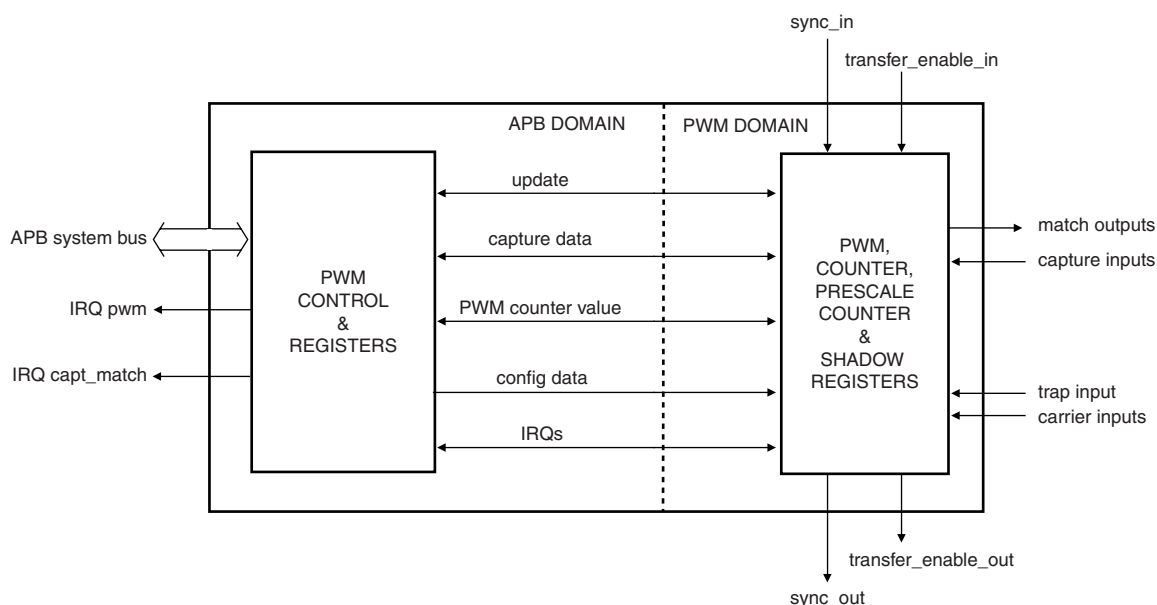 sync_in
transfer_enable_in
APB DOMAIN
PWM DOMAIN
update
APB system bus
capture data
match outputs
capture inputs
PWM
CONTROL
&
REGISTERS
PWM,
COUNTER,
PRESCALE
COUNTER
&
SHADOW
REGISTERS
IRQ pwm
PWM counter value
IRQ capt_match
config data
trap input
carrier inputs
IRQs
transfer_enable_out
sync_out